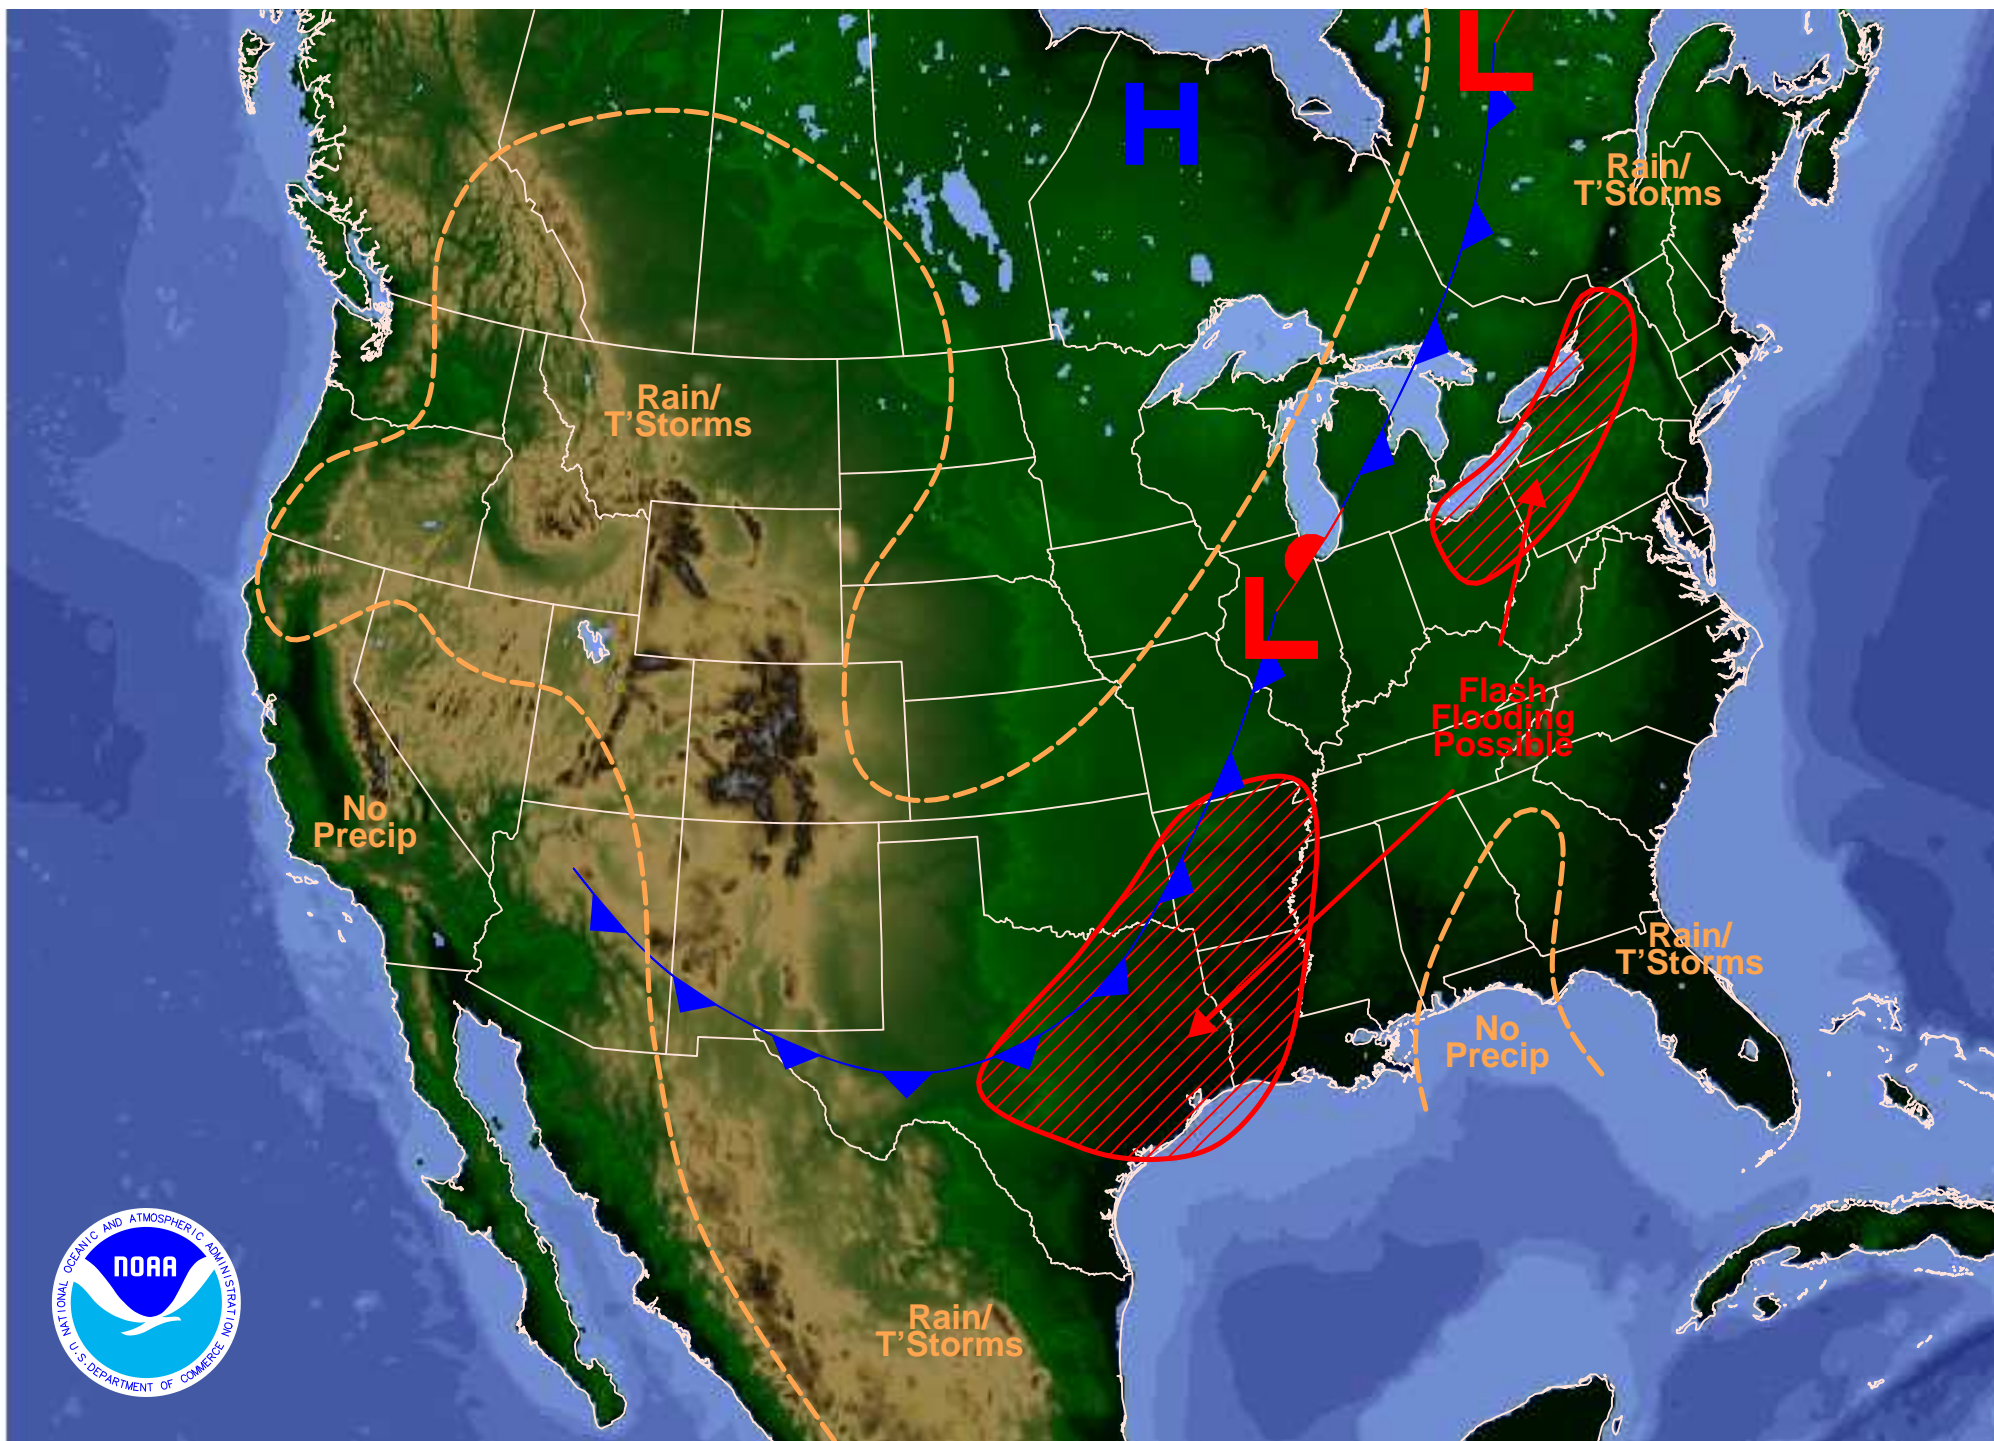 L
H
Rain/
T'Storms
Rain/
T'Storms
L
Flash
Flooding
Possible
No
Precip
Rain/
T'Storms
No
Precip
Rain/
T'Storms
NATIONAL OCEANIC AND ATMOSPHERIC ADMINISTRATION
NOAA
U.S. DEPARTMENT OF COMMERCE